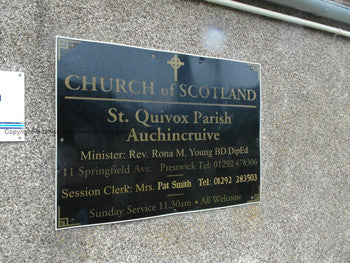 CHURCH of SCOTLAND
St. Quivox Parish
Auchincruive
Minister: Rev. Rona M. Young BD DipEd
11 Springfield Ave. Prestwick Tel: 01292 478306
Session Clerk: Mrs. Pat Smith Tel: 01292 283503
Sunday Service 11.30am • All Welcome